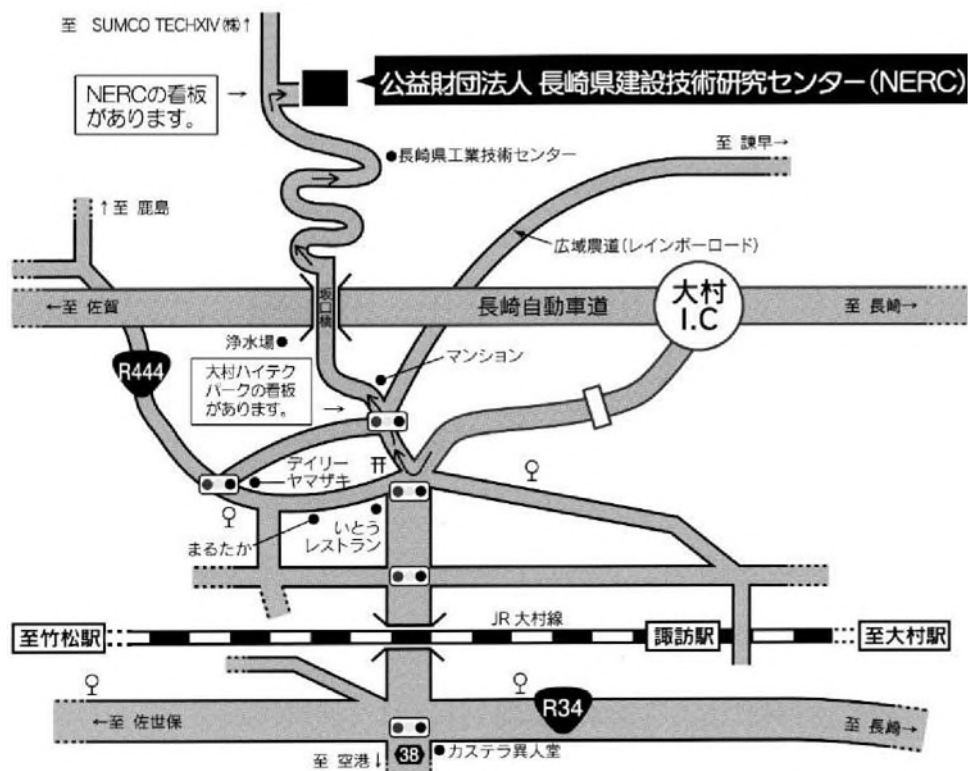 至 SUMCO TECHXIV㈱↑
公益財団法人 長崎県建設技術研究センター(NERC)
NERCの看板 →
があります。
長崎県工業技術センター
至 諫早→
↑至 鹿島
広域農道(レインボーロード)
←至 佐賀
坂口橋
長崎自動車道
大村
I.C
至 長崎→
浄水場
マンション
R444
大村ハイテク
パークの看板
があります。 →
デイリー
ヤマザキ
いとう
レストラン
まるたか
JR 大村線
至竹松駅
諏訪駅
至大村駅
R34
←至 佐世保
至 長崎→
至 空港↓
38
カステラ異人堂